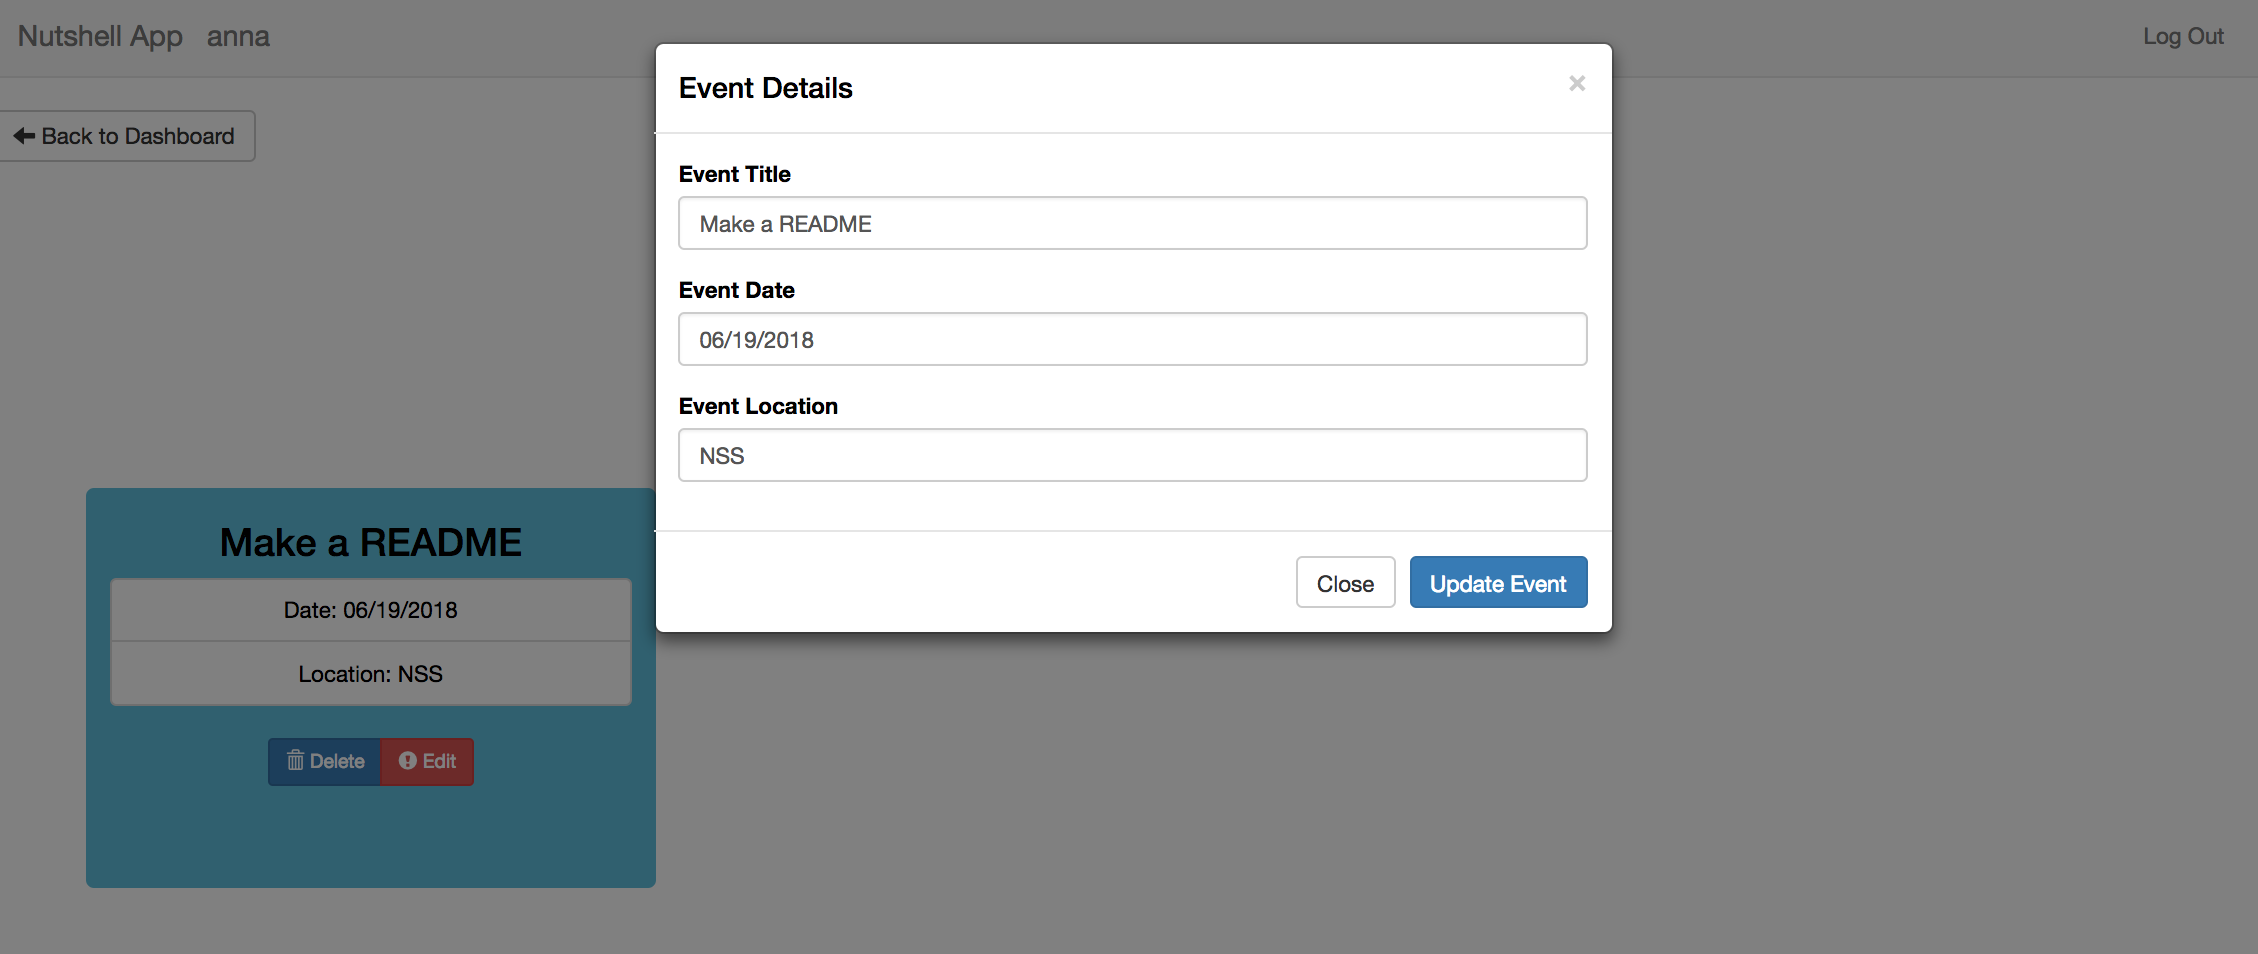 Nutshell App anna Log Out
Back to Dashboard
Event Details ×
Event Title
Make a README
Event Date
06/19/2018
Event Location
NSS
Close Update Event
Make a README
Date: 06/19/2018
Location: NSS
Delete Edit